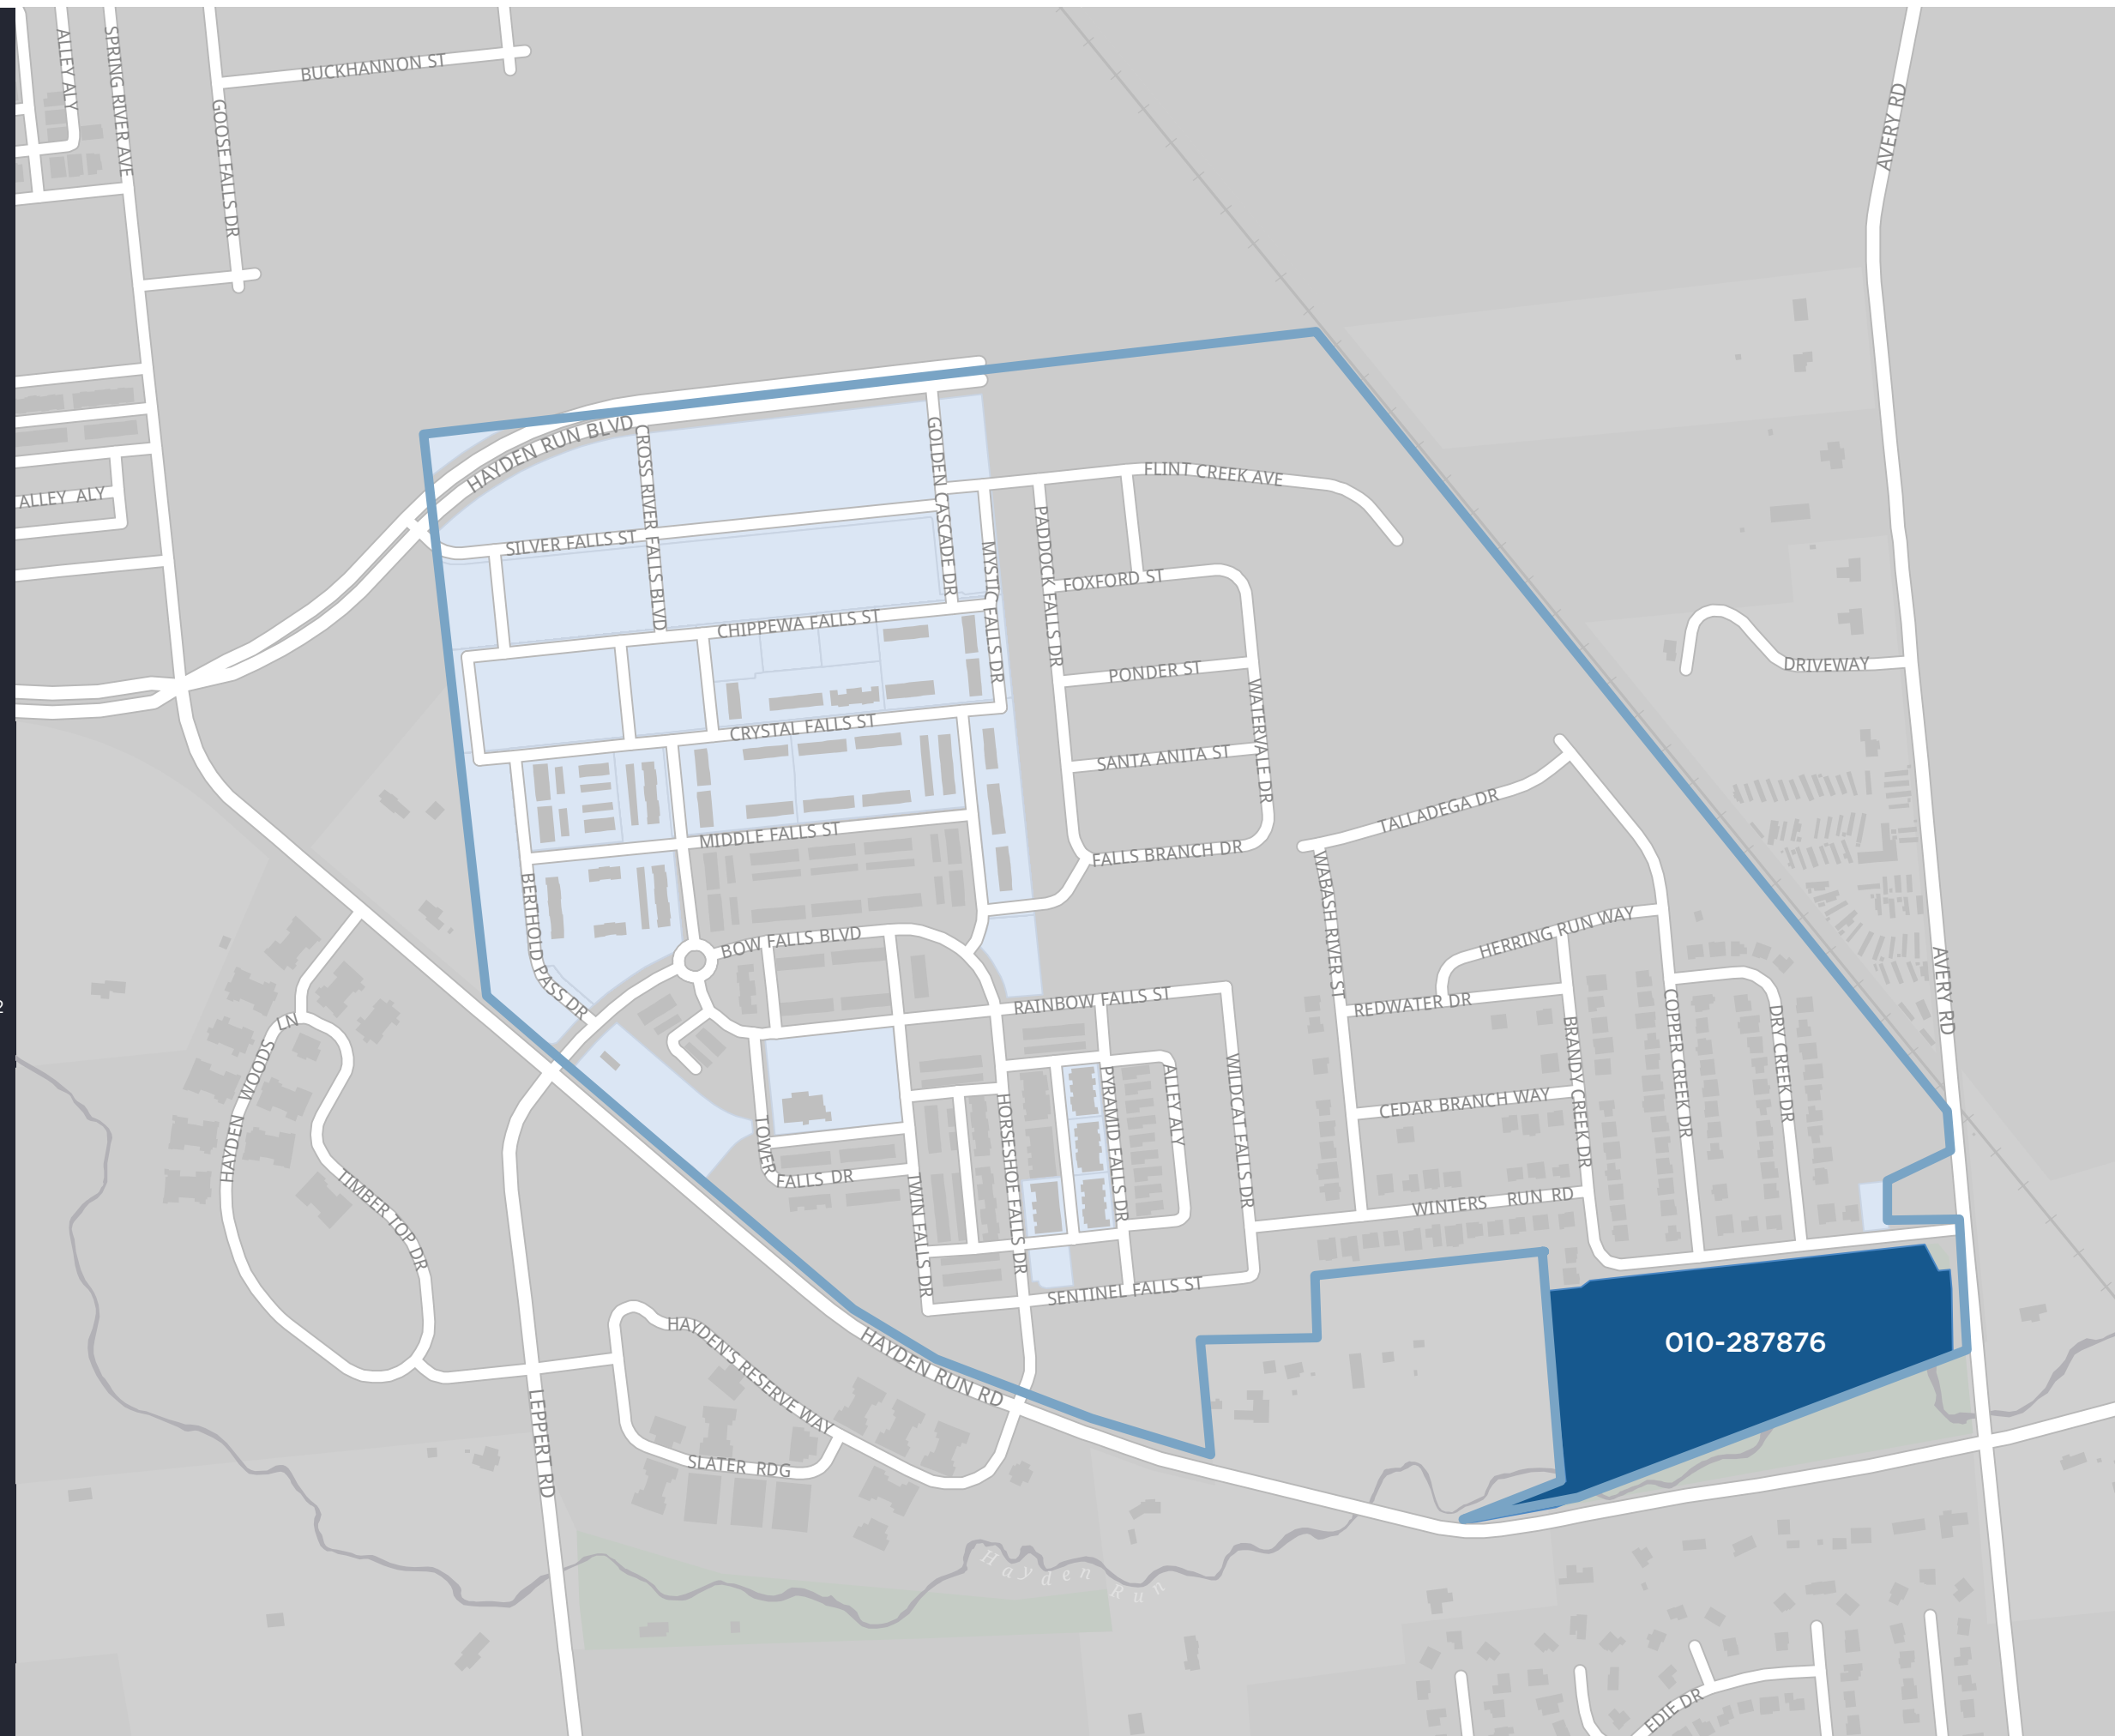 ALLEY ALY
SPRING RIVER AVE
GOOSE FALLS DR
BUCKHANNON ST
AVERY RD
HAYDEN RUN BLVD
CROSS RIVER FALLS BLVD
GOLDEN CASCADE DR
FLINT CREEK AVE
ALLEY ALY
SILVER FALLS ST
MYSTIC FALLS DR
PADDOCK FALLS DR
FOXFORD ST
CHIPPEWA FALLS ST
PONDER ST
DRIVEWAY
CRYSTAL FALLS ST
WATERVALE DR
SANTA ANITA ST
TALLADEGA DR
MIDDLE FALLS ST
FALLS BRANCH DR
WABASH RIVER ST
BERTHOLD PASS DR
BOW FALLS BLVD
HERRING RUN WAY
AVERY RD
2
RAINBOW FALLS ST
REDWATER DR
COPPER CREEK DR
DRY CREEK DR
BRANDY CREEK DR
HAYDEN WOODS LN
TOWER FALLS DR
PYRAMID FALLS DR
ALLEY ALY
WILDCAT FALLS DR
CEDAR BRANCH WAY
HORSESHOE FALLS DR
TWIN FALLS DR
TIMBER TOP DR
WINTERS RUN RD
SENTINEL FALLS ST
010-287876
HAYDEN'S RESERVE WAY
HAYDEN RUN RD
LEPPERT RD
SLATER RDG
Hayden Run
EDIE DR